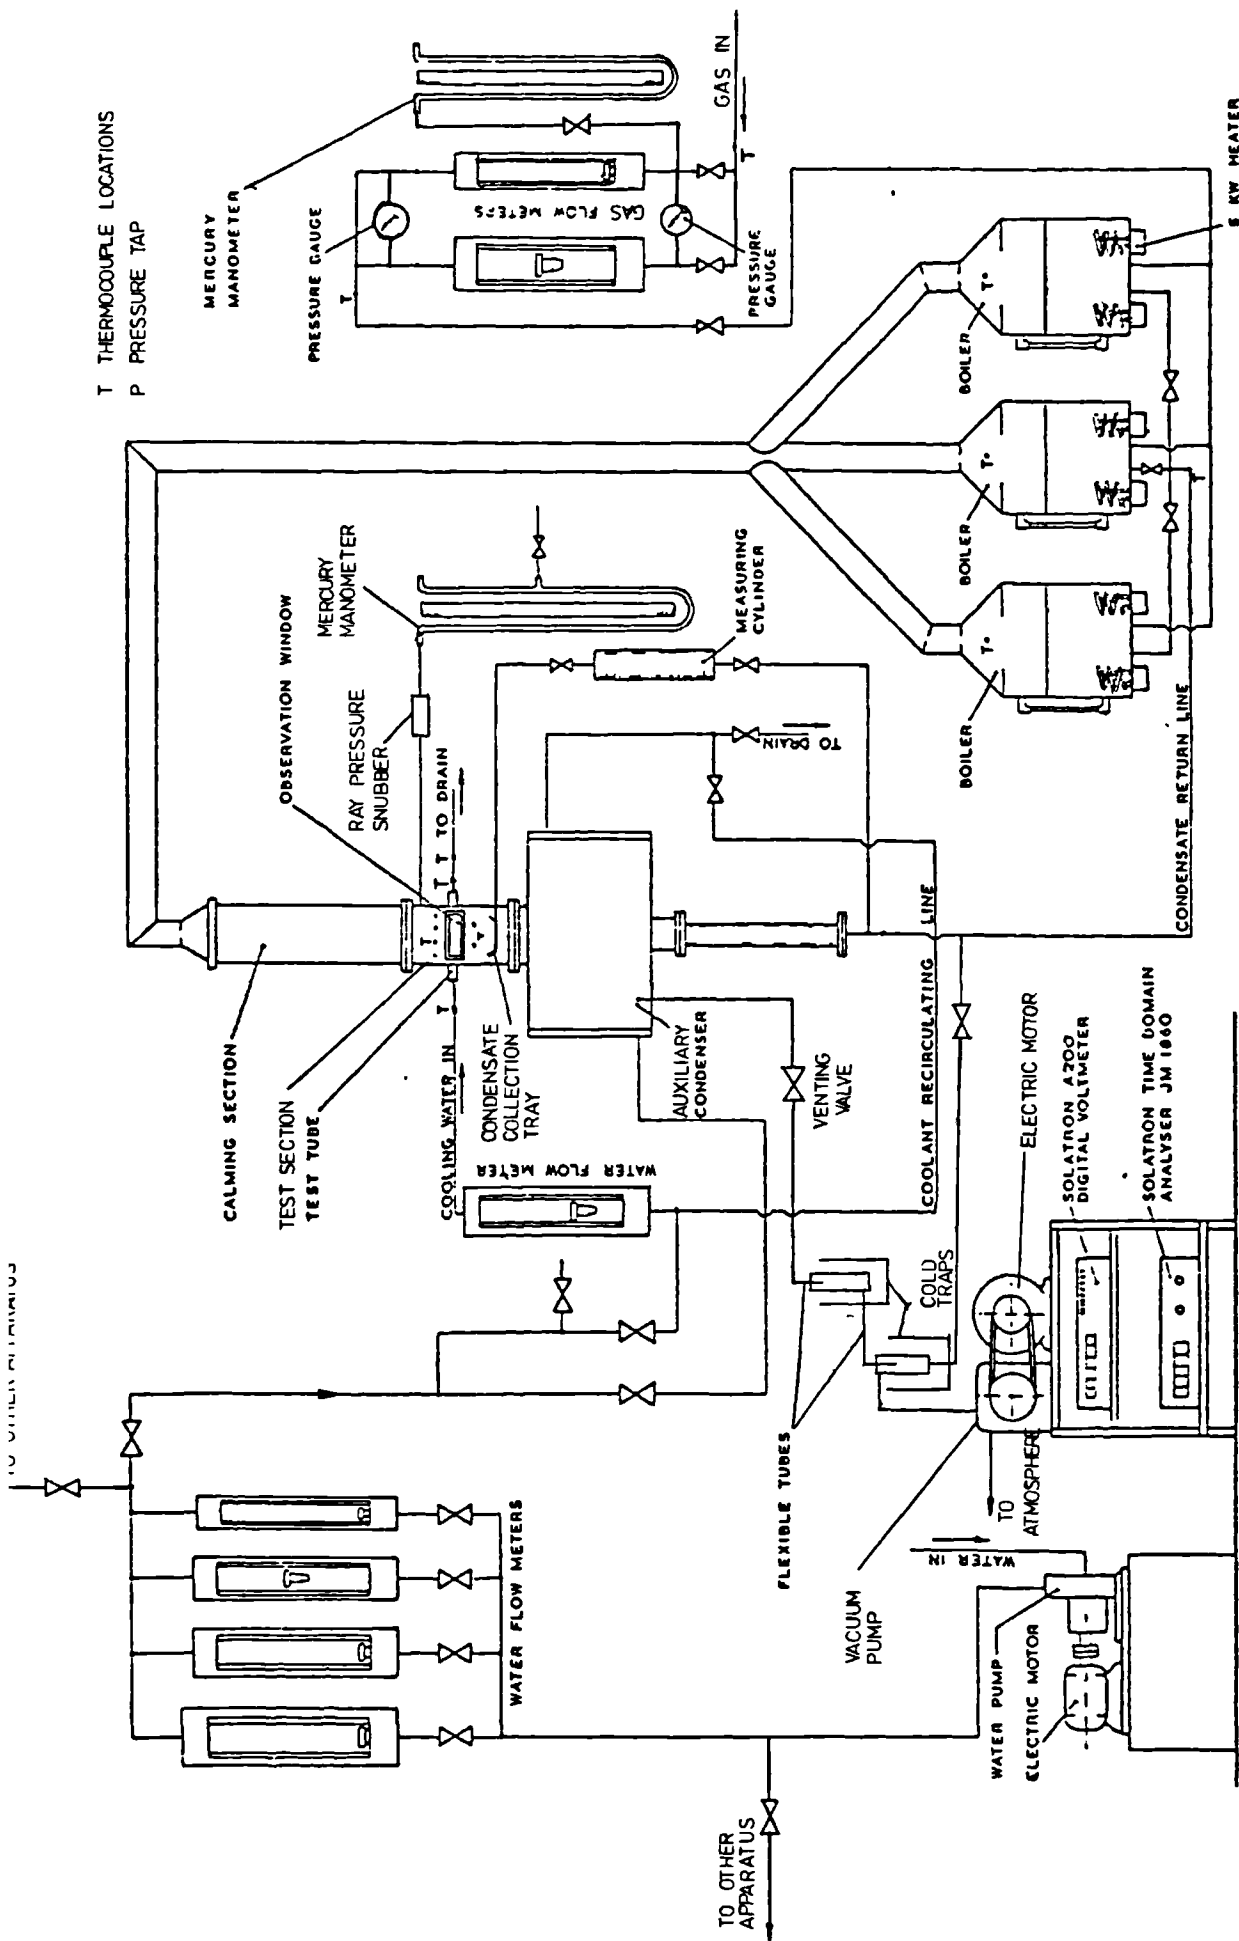 TO OTHER
APPARATUS
WATER FLOW METERS
WATER PUMP
ELECTRIC MOTOR
WATER IN
VACUUM
PUMP
TO
ATMOSPHERE
FLEXIBLE TUBES
COLD
TRAPS
ELECTRIC MOTOR
SOLATRON A200
DIGITAL VOLTMETER
SOLATRON TIME DOMAIN
ANALYSER JM 1860
CALMING SECTION
TEST SECTION
TEST TUBE
COOLING WATER IN
WATER FLOW METER
CONDENSATE
COLLECTION
TRAY
AUXILIARY
CONDENSER
VENTING
VALVE
COOLANT RECIRCULATING LINE
T
T
T
T
T TO DRAIN
OBSERVATION WINDOW
RAY PRESSURE
SNUBBER
MERCURY
MANOMETER
TO DRAIN
MEASURING
CYLINDER
CONDENSATE RETURN LINE
BOILER
T
BOILER
T
BOILER
T
T
KW HEATER
T THERMOCOUPLE LOCATIONS
P PRESSURE TAP
MERCURY
MANOMETER
PRESSURE GAUGE
T
GAS FLOW METERS
PRESSURE
GAUGE
T
GAS IN